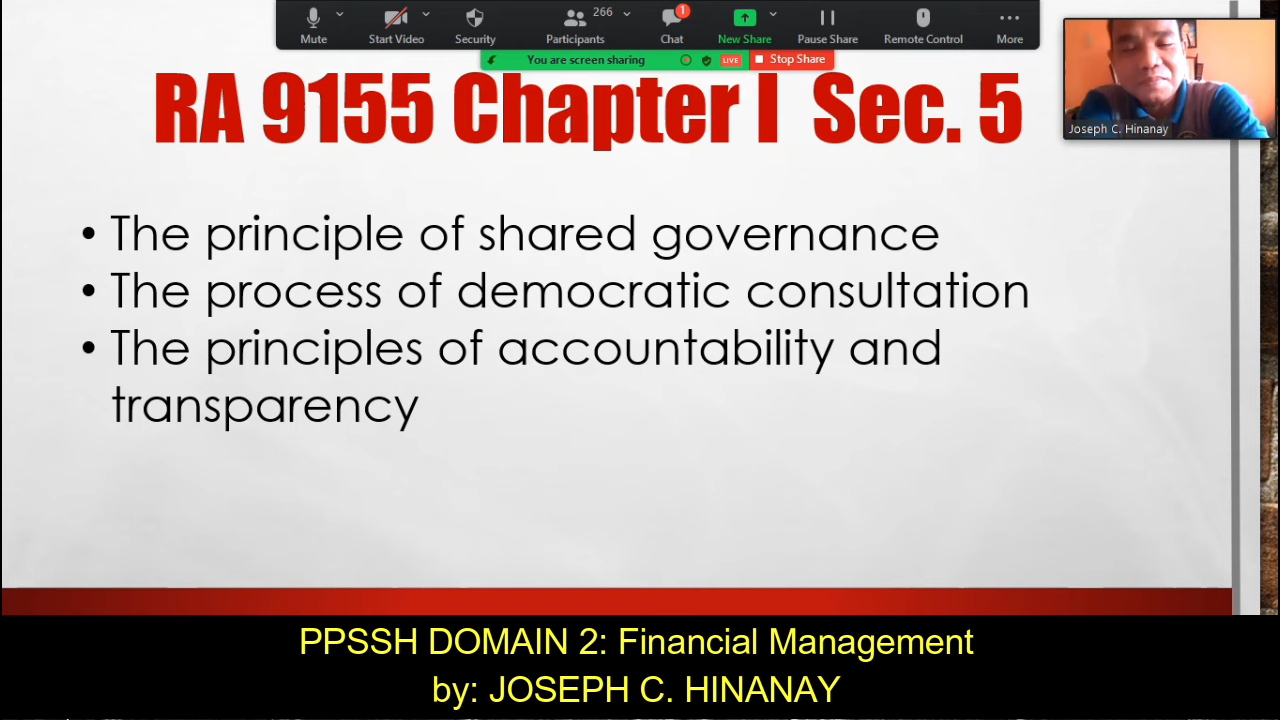 266
1
Mute
Start Video
Security
Participants
Chat
New Share
Pause Share
Remote Control
More
You are screen sharing
LIVE
Stop Share
RA 9155 Chapter I Sec. 5
Joseph C. Hinanay
• The principle of shared governance
• The process of democratic consultation
• The principles of accountability and
transparency
PPSSH DOMAIN 2: Financial Management
by: JOSEPH C. HINANAY